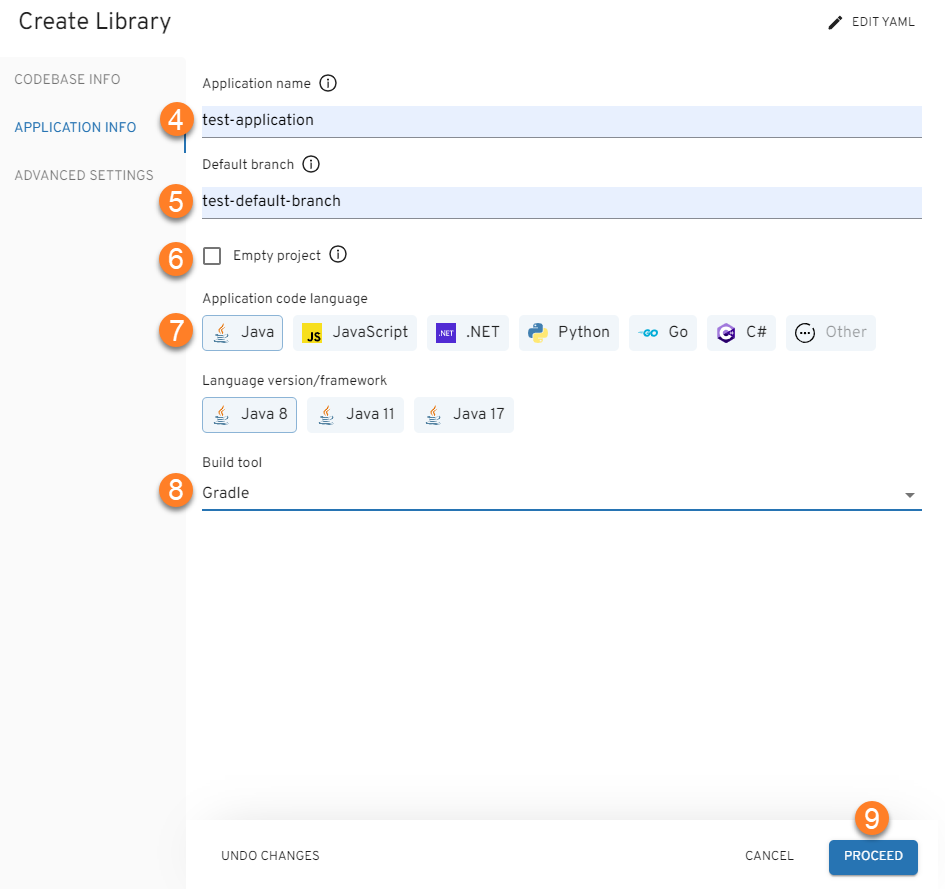 Create Library
EDIT YAML
CODEBASE INFO
APPLICATION INFO
ADVANCED SETTINGS
Application name
4
test-application
Default branch
5
test-default-branch
6
Empty project
Application code language
7
Java JS JavaScript .NET .NET Python GO Go C# Other
Language version/framework
Java 8 Java 11 Java 17
Build tool
8
Gradle
9
UNDO CHANGES
CANCEL
PROCEED